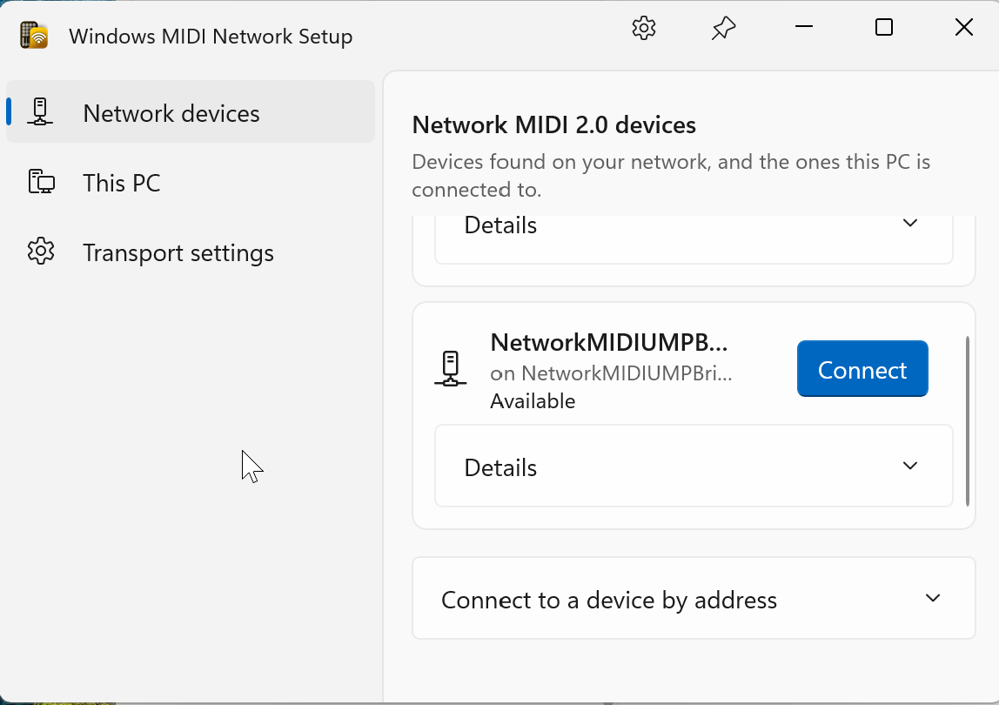 Windows MIDI Network Setup
Network devices
This PC
Transport settings
Network MIDI 2.0 devices
Devices found on your network, and the ones this PC is
connected to.
Details
NetworkMIDIUMPB...
on NetworkMIDIUMPBri...
Available
Connect
Details
Connect to a device by address